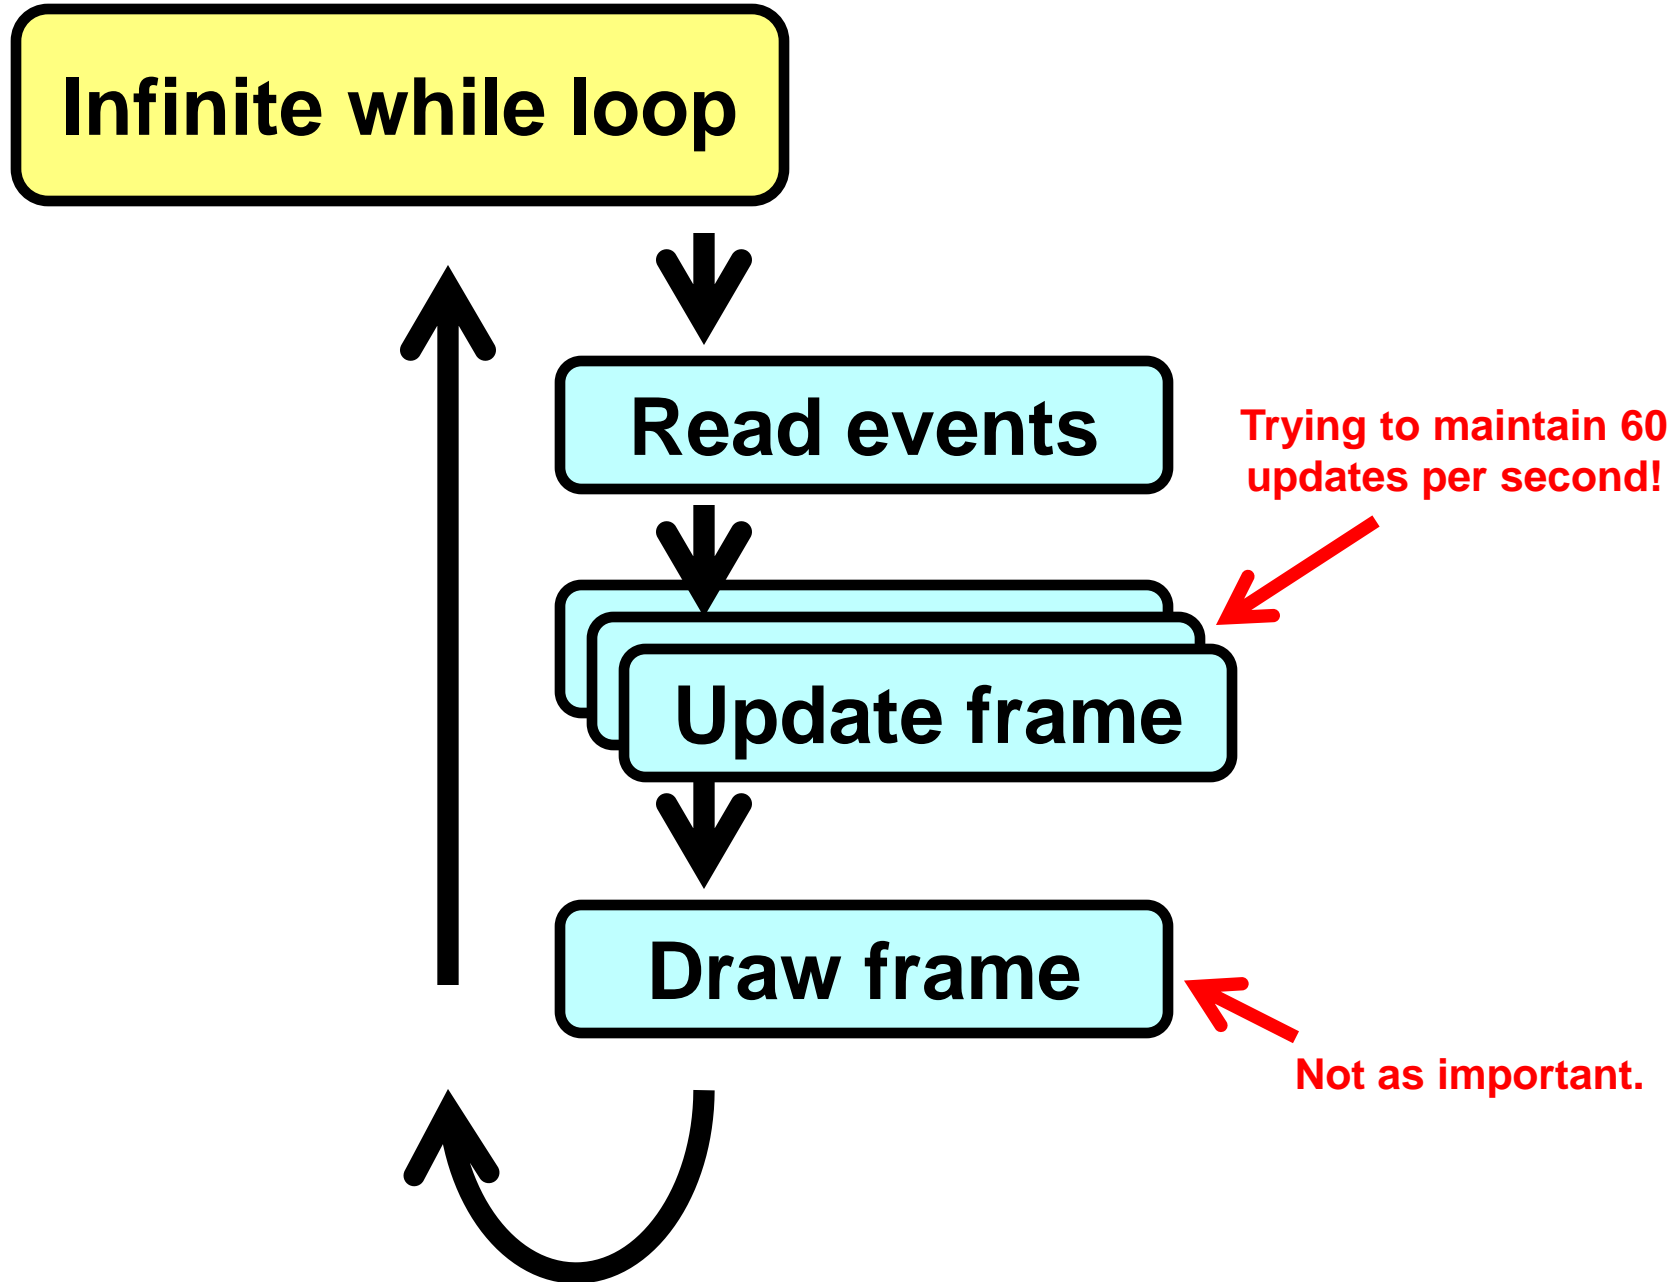 Infinite while loop
Read events
Trying to maintain 60
updates per second!
Update frame
Draw frame
Not as important.